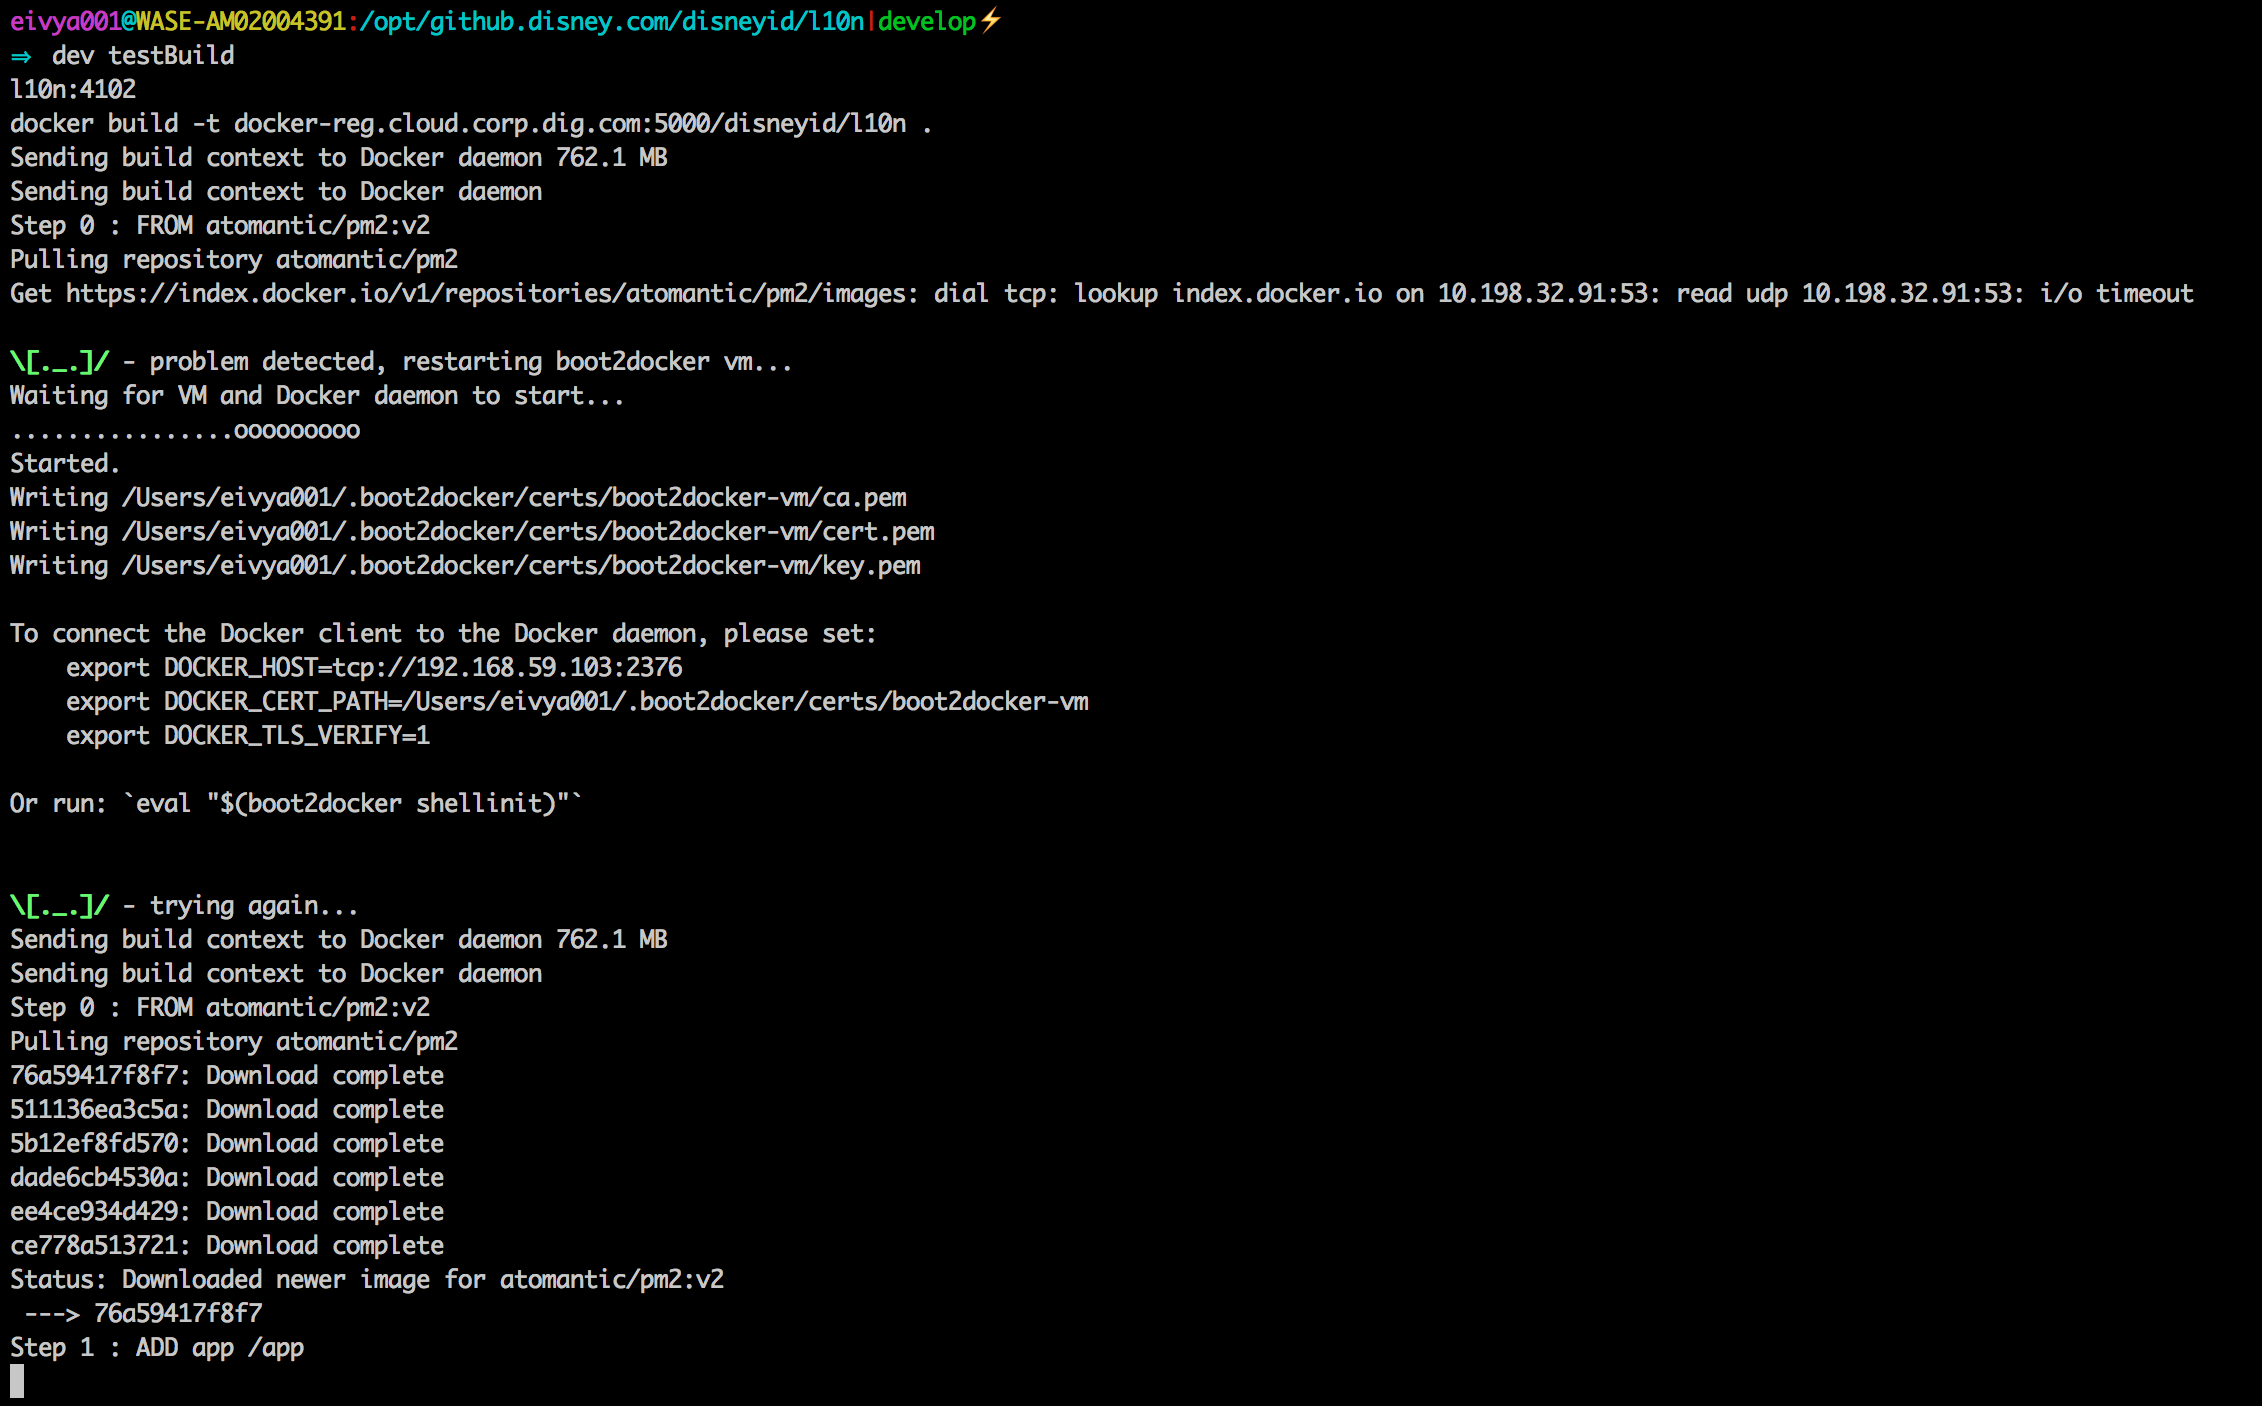 eivya001@WASE-AM02004391:/opt/github.disney.com/disneyid/l10n|develop⚡
⇒  dev testBuild
l10n:4102
docker build -t docker-reg.cloud.corp.dig.com:5000/disneyid/l10n .
Sending build context to Docker daemon 762.1 MB
Sending build context to Docker daemon
Step 0 : FROM atomantic/pm2:v2
Pulling repository atomantic/pm2
Get https://index.docker.io/v1/repositories/atomantic/pm2/images: dial tcp: lookup index.docker.io on 10.198.32.91:53: read udp 10.198.32.91:53: i/o timeout
\[._.]/ - problem detected, restarting boot2docker vm...
Waiting for VM and Docker daemon to start...
................ooooooooo
Started.
Writing /Users/eivya001/.boot2docker/certs/boot2docker-vm/ca.pem
Writing /Users/eivya001/.boot2docker/certs/boot2docker-vm/cert.pem
Writing /Users/eivya001/.boot2docker/certs/boot2docker-vm/key.pem
To connect the Docker client to the Docker daemon, please set:
    export DOCKER_HOST=tcp://192.168.59.103:2376
    export DOCKER_CERT_PATH=/Users/eivya001/.boot2docker/certs/boot2docker-vm
    export DOCKER_TLS_VERIFY=1
Or run: `eval "$(boot2docker shellinit)"`
\[._.]/ - trying again...
Sending build context to Docker daemon 762.1 MB
Sending build context to Docker daemon
Step 0 : FROM atomantic/pm2:v2
Pulling repository atomantic/pm2
76a59417f8f7: Download complete
511136ea3c5a: Download complete
5b12ef8fd570: Download complete
dade6cb4530a: Download complete
ee4ce934d429: Download complete
ce778a513721: Download complete
Status: Downloaded newer image for atomantic/pm2:v2
 ---> 76a59417f8f7
Step 1 : ADD app /app